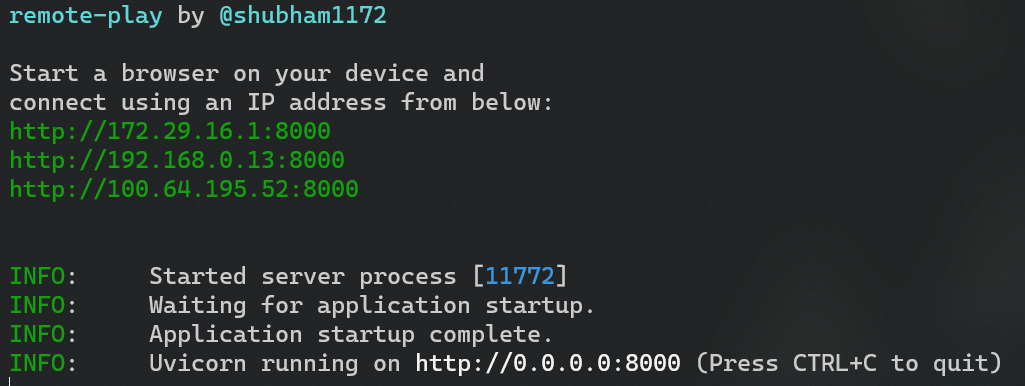 remote-play by @shubham1172
Start a browser on your device and
connect using an IP address from below:
http://172.29.16.1:8000
http://192.168.0.13:8000
http://100.64.195.52:8000
INFO:     Started server process [11772]
INFO:     Waiting for application startup.
INFO:     Application startup complete.
INFO:     Uvicorn running on http://0.0.0.0:8000 (Press CTRL+C to quit)